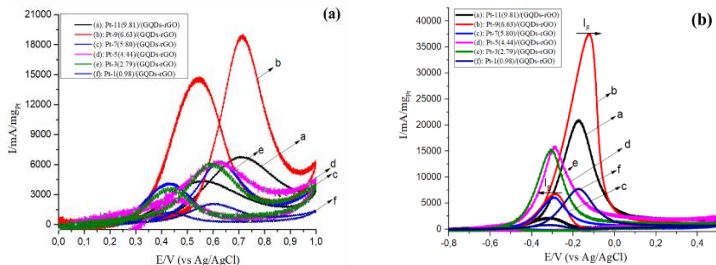 (a)
(a): Pt-11(9.81)/(GQDs-rGO)
(b): Pt-9(6.63)/(GQDs-rGO)
(c): Pt-7(5.80)/(GQDs-rGO)
(d): Pt-5(4.44)/(GQDs-rGO)
(e): Pt-3(2.79)/(GQDs-rGO)
(f): Pt-1(0.98)/(GQDs-rGO)
I/mA/mgPt
21000
18000
15000
12000
9000
6000
3000
0
b
a
e
d
c
f
0.0 0.1 0.2 0.3 0.4 0.5 0.6 0.7 0.8 0.9 1.0
E/V (vs Ag/AgCl)
(b)
(a): Pt-11(9.81)/(GQDs-rGO)
(b): Pt-9(6.63)/(GQDs-rGO)
(c): Pt-7(5.80)/(GQDs-rGO)
(d): Pt-5(4.44)/(GQDs-rGO)
(e): Pt-3(2.79)/(GQDs-rGO)
(f): Pt-1(0.98)/(GQDs-rGO)
IF
I/mA/mgPt
40000
35000
30000
25000
20000
15000
10000
5000
0
b
a
d
e
f
c
-0.8 -0.6 -0.4 -0.2 0.0 0.2 0.4
E/V (vs Ag/AgCl)